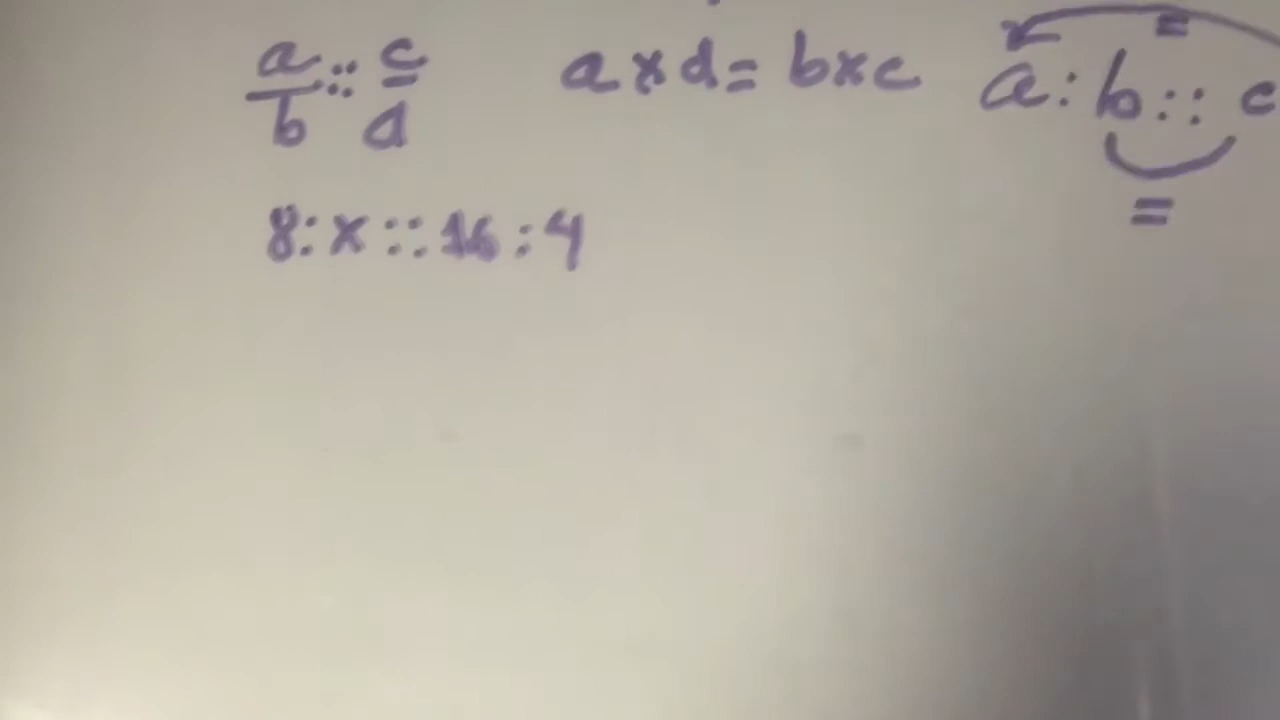 a/b :: c/d a x d = b x c a : b :: c
=
=
8 : x :: 16 : 4